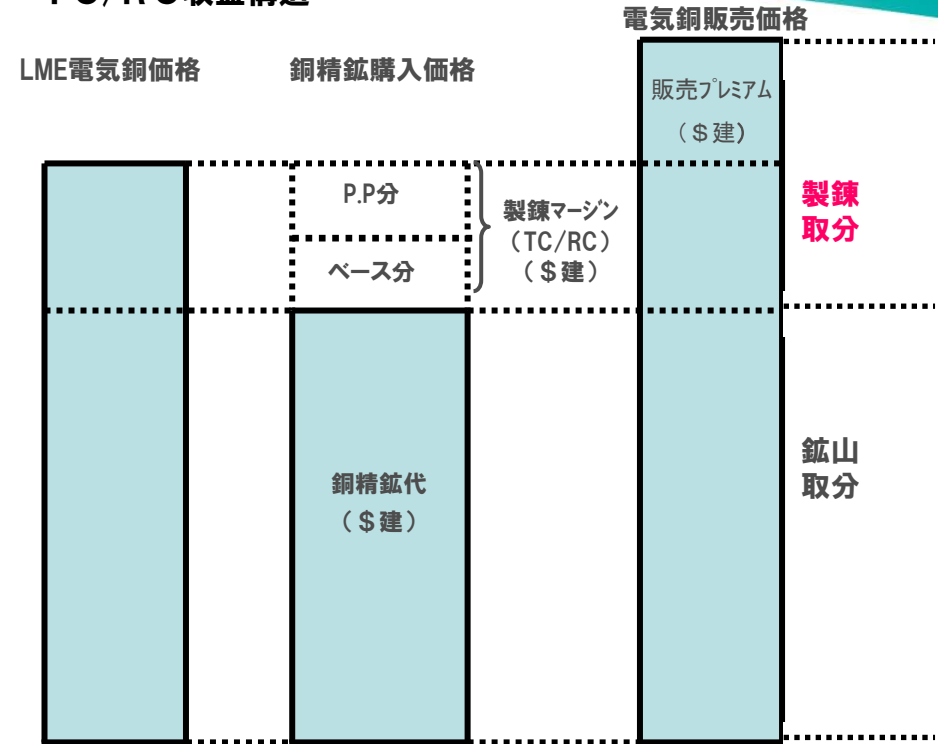 電気銅販売価格
LME電気銅価格
銅精鉱購入価格
販売プレミアム
（＄建）
P.P分
ベース分
製錬マージン
（TC/RC）
（＄建）
製錬
取分
銅精鉱代
（＄建）
鉱山
取分